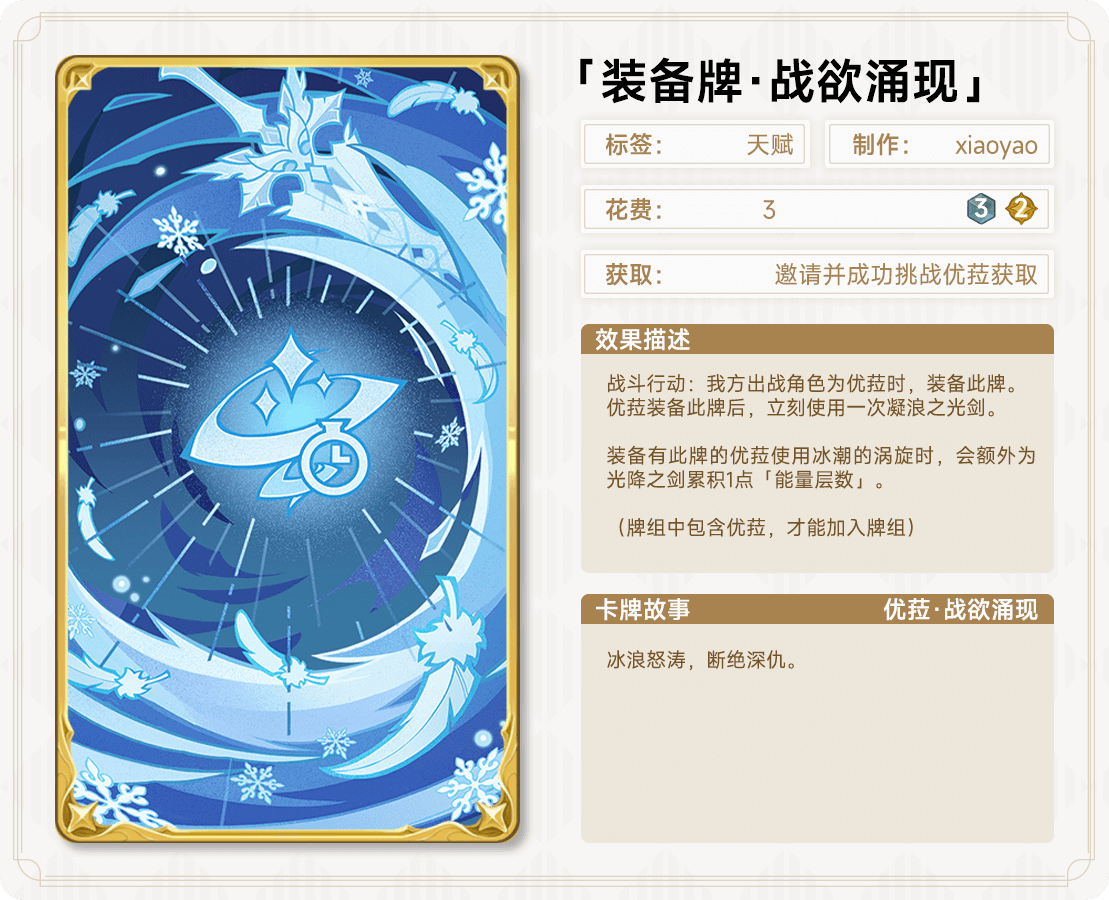 「装备牌·战欲涌现」
标签: 天赋 制作: xiaoyao
花费: 3 3 2
获取: 邀请并成功挑战优菈获取
效果描述
战斗行动：我方出战角色为优菈时，装备此牌。
优菈装备此牌后，立刻使用一次凝浪之光剑。
装备有此牌的优菈使用冰潮的涡旋时，会额外为
光降之剑累积1点「能量层数」。
（牌组中包含优菈，才能加入牌组）
卡牌故事 优菈·战欲涌现
冰浪怒涛，断绝深仇。